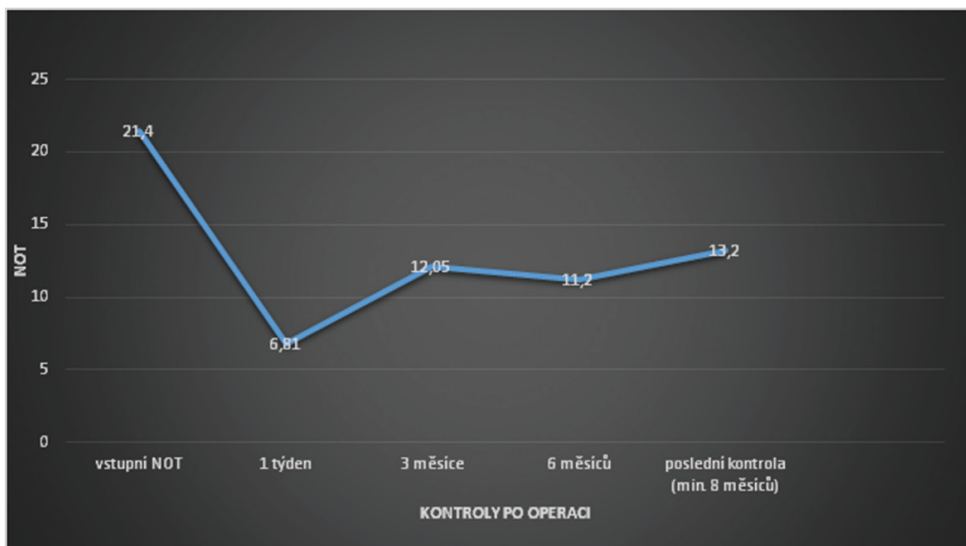 25
20
15
10
5
0
NOT
21,4
6,81
12,05
11,2
13,2
vstupní NOT
1 týden
3 měsíce
6 měsíců
poslední kontrola
(min. 8 měsíců)
KONTROLY PO OPERACI